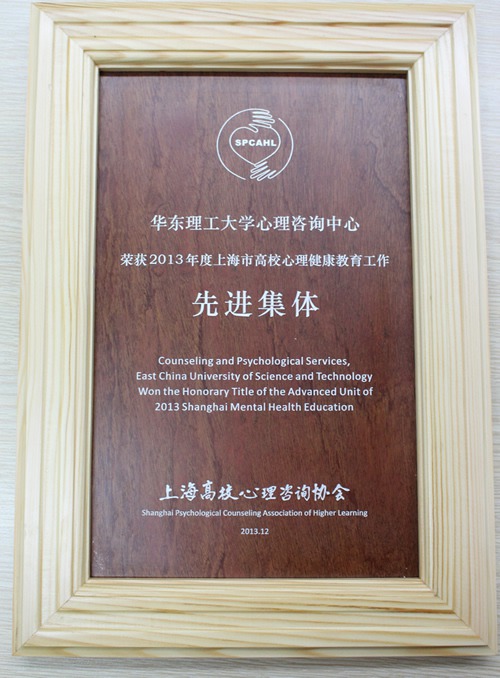 SPCAHL
华东理工大学心理咨询中心
荣获2013年度上海市高校心理健康教育工作
先进集体
Counseling and Psychological Services,
East China University of Science and Technology
Won the Honorary Title of the Advanced Unit of
2013 Shanghai Mental Health Education
上海高校心理咨询协会
Shanghai Psychological Counseling Association of Higher Learning
2013.12